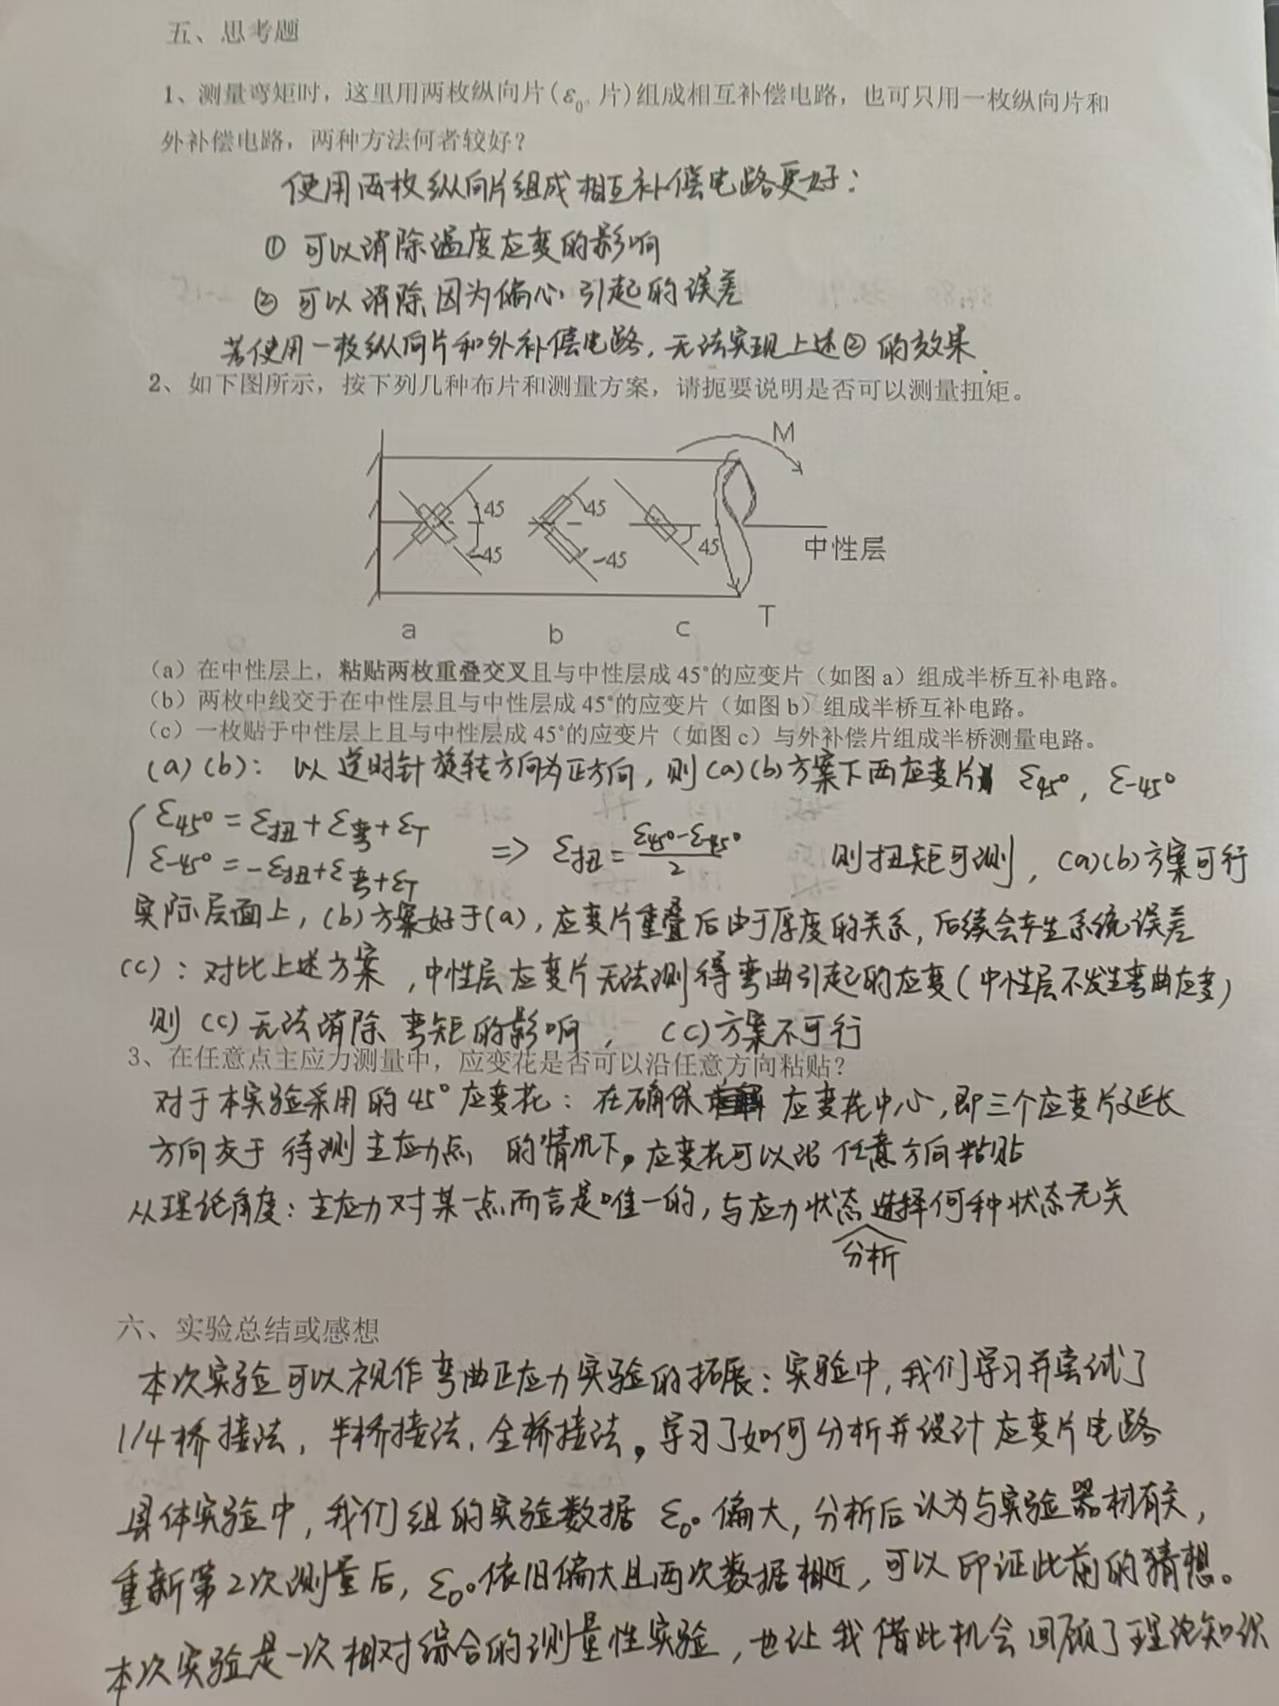 五、思考题
1、测量弯矩时，这里用两枚纵向片(ε0°片)组成相互补偿电路，也可只用一枚纵向片和
外补偿电路，两种方法何者较好？
使用两枚纵向片组成相互补偿电路更好：
① 可以消除温度应变的影响
② 可以消除因为偏心引起的误差
若使用一枚纵向片和外补偿电路，无法实现上述②的效果.
2、如下图所示，按下列几种布片和测量方案，请扼要说明是否可以测量扭矩。
M
45
-45
45
-45
45
中性层
T
a b c
（a）在中性层上，粘贴两枚重叠交叉且与中性层成 45°的应变片（如图 a）组成半桥互补电路。
（b）两枚中线交于在中性层且与中性层成 45°的应变片（如图 b）组成半桥互补电路。
（c）一枚贴于中性层上且与中性层成 45°的应变片（如图 c）与外补偿片组成半桥测量电路。
(a)(b)：以逆时针旋转方向为正方向，则(a)(b)方案下两应变片 ε45°，ε-45°
ε45° = ε扭+ε弯+εT
ε-45° = -ε扭+ε弯+εT
=> ε扭 = (ε45°-ε-45°)/2 则扭矩可测，(a)(b)方案可行
实际层面上，(b)方案好于(a)，应变片重叠后由于厚度的关系，后续会产生系统误差
(c)：对比上述方案，中性层应变片无法测得弯曲引起的应变(中性层不发生弯曲应变)
则(c)无法消除弯矩的影响，(c)方案不可行
3、在任意点主应力测量中，应变花是否可以沿任意方向粘贴？
对于本实验采用的45°应变花：在确保应变花中心，即三个应变片延长
方向交于待测主应力点 的情况下，应变花可以沿任意方向粘贴
从理论角度：主应力对某一点而言是唯一的，与应力状态分析选择何种状态无关
六、实验总结或感想
本次实验可以视作弯曲正应力实验的拓展：实验中，我们学习并尝试了
1/4桥接法，半桥接法，全桥接法。学习了如何分析并设计应变片电路
具体实验中，我们组的实验数据 ε0° 偏大，分析后认为与实验器材有关，
重新第2次测量后，ε0°依旧偏大且两次数据相近，可以印证此前的猜想。
本次实验是一次相对综合的测量性实验，也让我借此机会回顾了理论知识